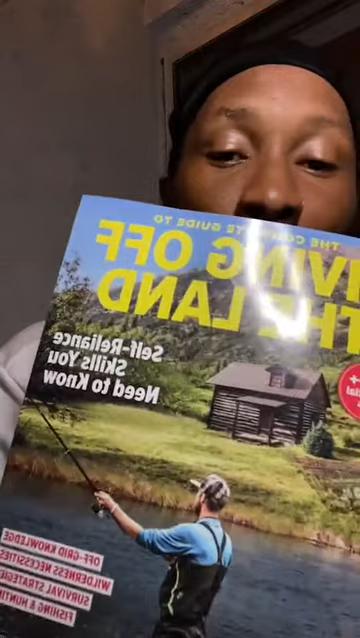 THE COMPLETE GUIDE TO
LIVING OFF
THE LAND
Self-Reliance
Skills You
Need to Know
OFF-GRID KNOWLEDGE
WILDERNESS NECESSITIES
SURVIVAL STRATEGIES
FISHING & HUNTING